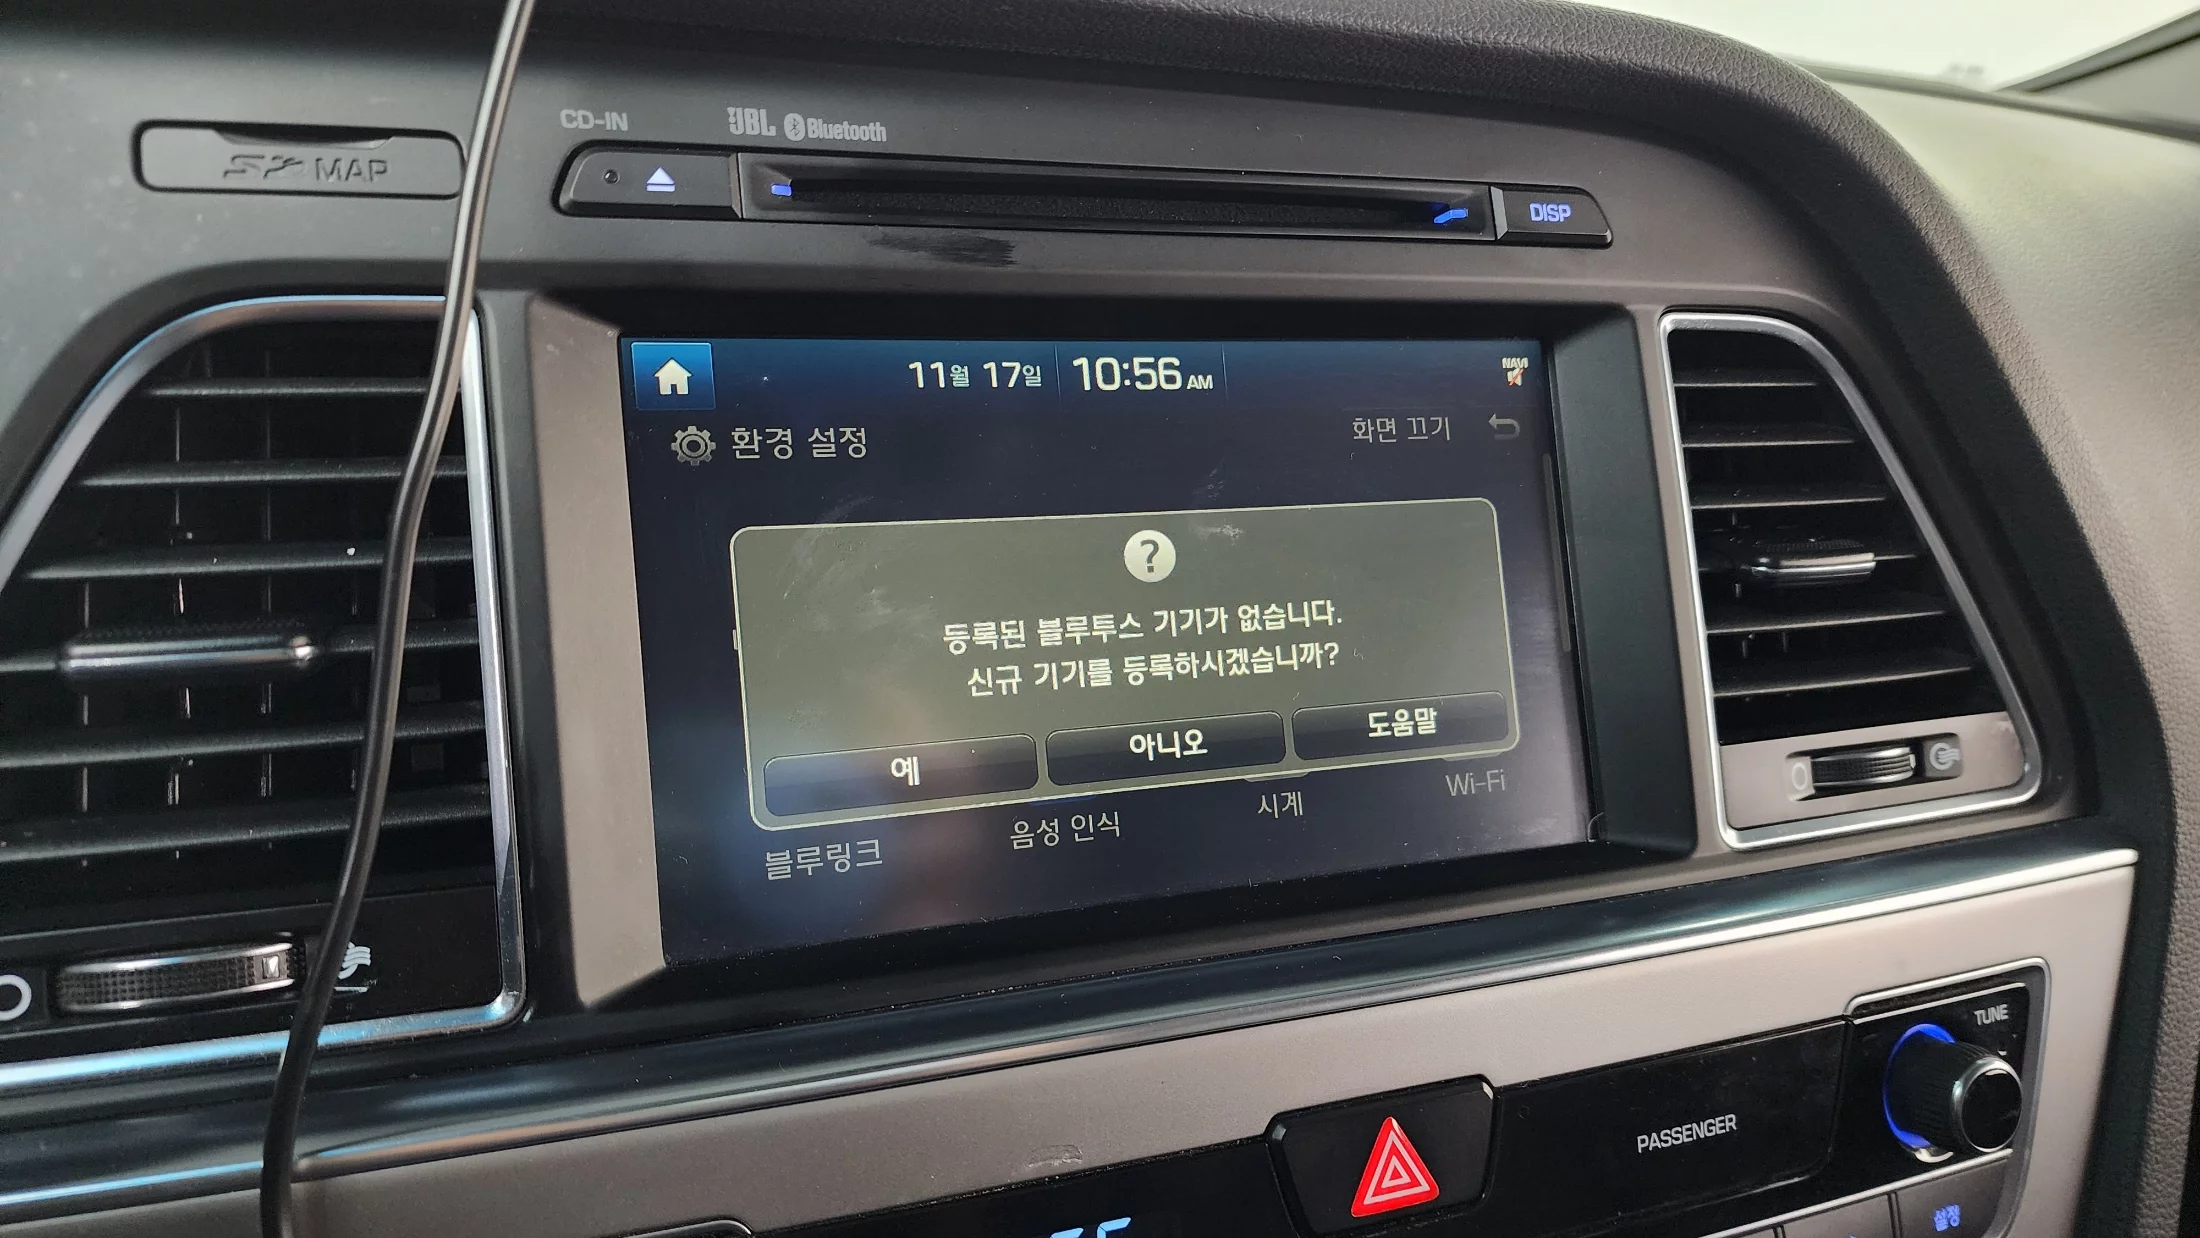 CD-IN
JBL Bluetooth
MAP
DISP
11월 17일 10:56 AM
NAVI
환경 설정
화면 끄기
?
등록된 블루투스 기기가 없습니다.
신규 기기를 등록하시겠습니까?
예
아니오
도움말
블루링크
음성 인식
시계
Wi-Fi
TUNE
PASSENGER
설정